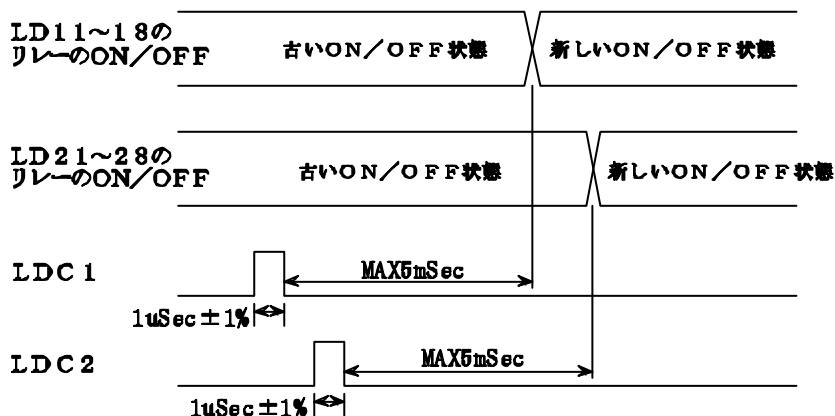 LD11~18の
リレーのON/OFF
古いON/OFF状態
新しいON/OFF状態
LD21~28の
リレーのON/OFF
古いON/OFF状態
新しいON/OFF状態
LDC1
MAX5mSec
1uSec±1%
LDC2
MAX5mSec
1uSec±1%